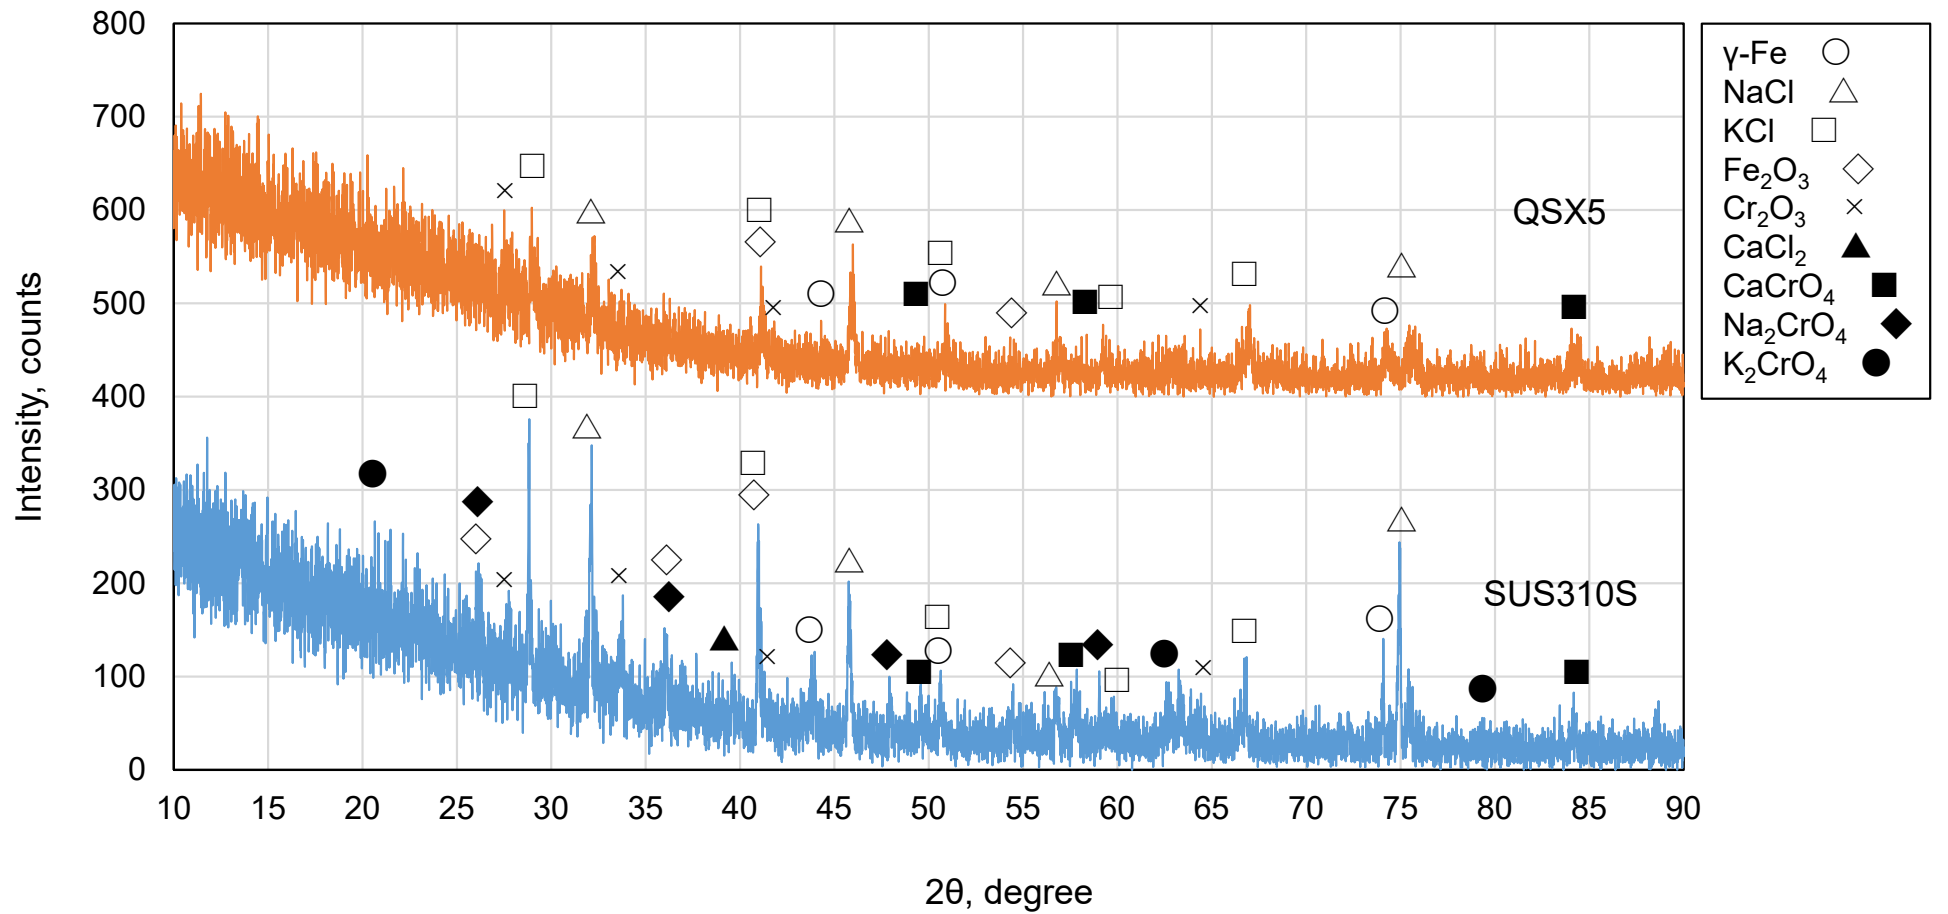 800
700
600
500
400
300
200
100
0
Intensity, counts
10 15 20 25 30 35 40 45 50 55 60 65 70 75 80 85 90
2θ, degree
QSX5
SUS310S
γ-Fe
NaCl
KCl
Fe₂O₃
Cr₂O₃
CaCl₂
CaCrO₄
Na₂CrO₄
K₂CrO₄